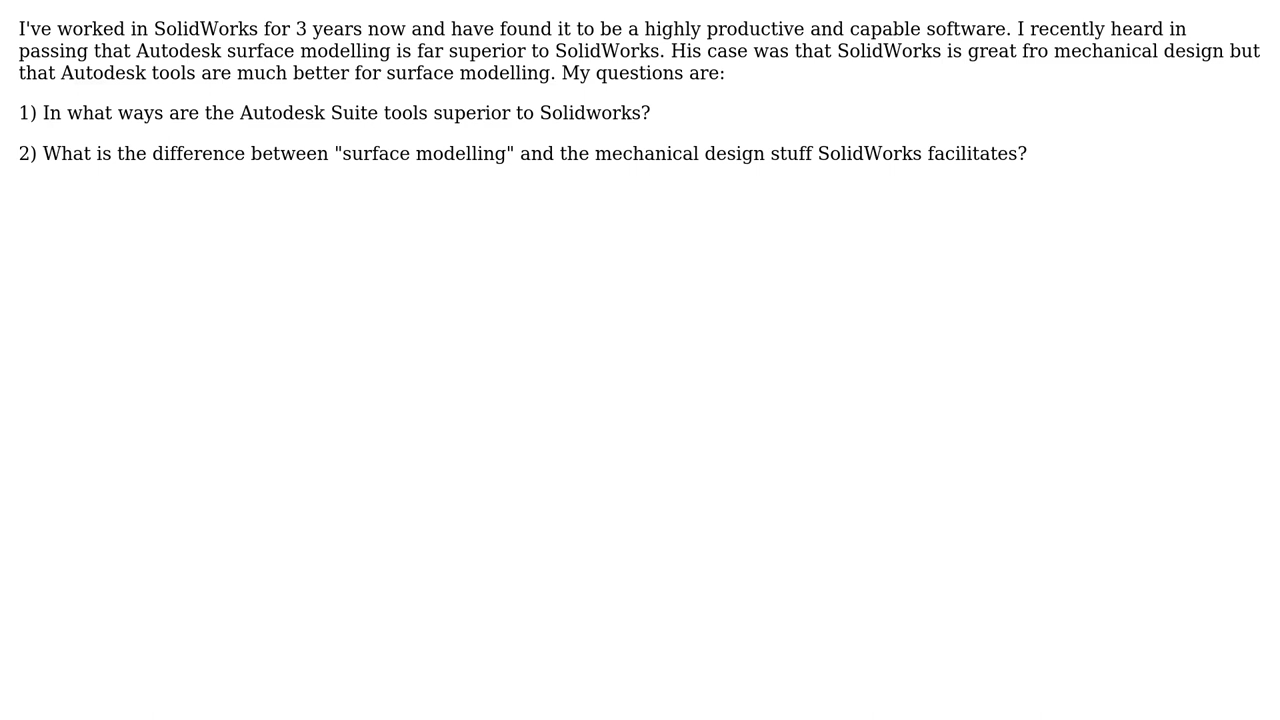 I've worked in SolidWorks for 3 years now and have found it to be a highly productive and capable software. I recently heard in
passing that Autodesk surface modelling is far superior to SolidWorks. His case was that SolidWorks is great fro mechanical design but
that Autodesk tools are much better for surface modelling. My questions are:
1) In what ways are the Autodesk Suite tools superior to Solidworks?
2) What is the difference between "surface modelling" and the mechanical design stuff SolidWorks facilitates?